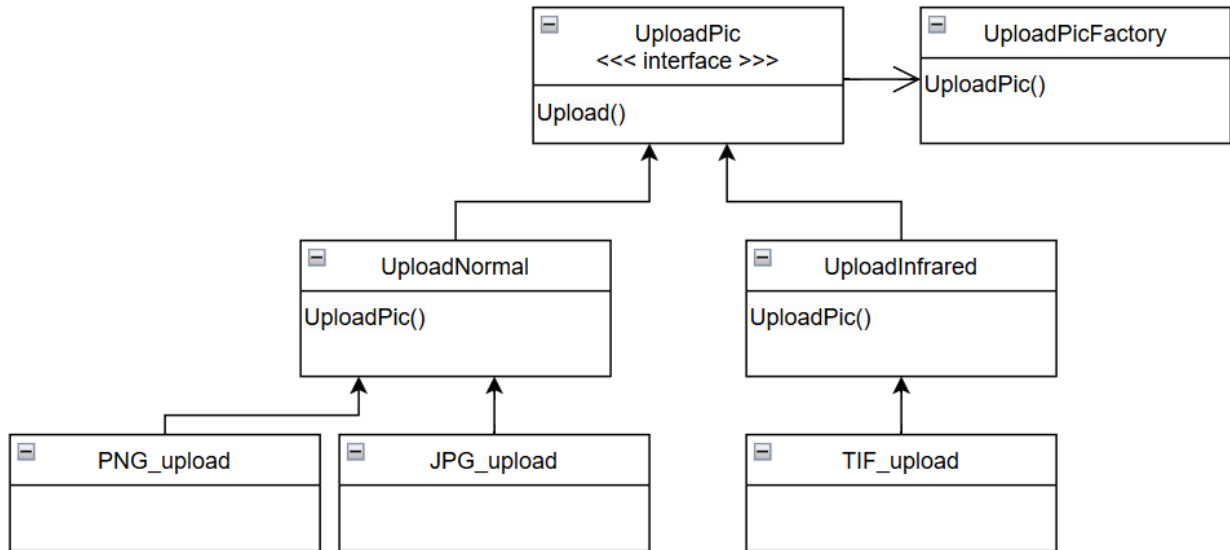 UploadPic
<<< interface >>>
Upload()
UploadPicFactory
UploadPic()
UploadNormal
UploadPic()
UploadInfrared
UploadPic()
PNG_upload
JPG_upload
TIF_upload